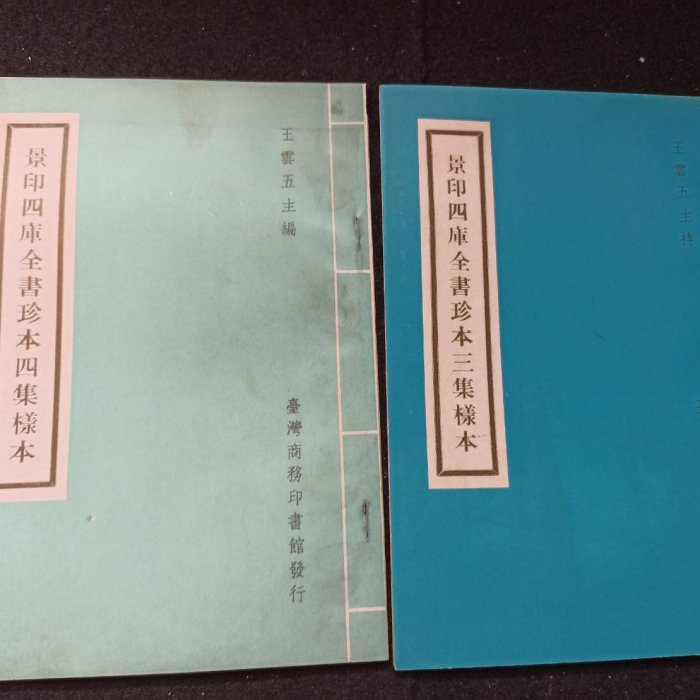 景印四庫全書珍本四集樣本
王雲五主編
臺灣商務印書館發行
景印四庫全書珍本三集樣本
王雲五主持